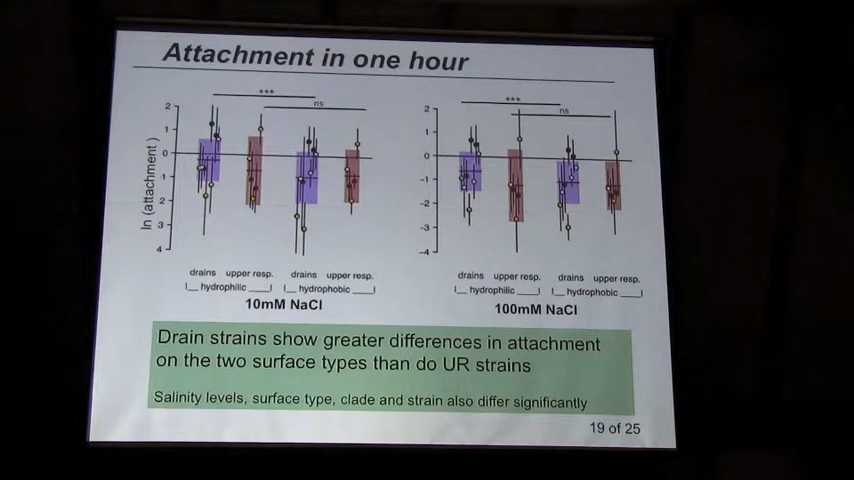 Attachment in one hour
*** ns
*** ns
ln (attachment )
2
1
0
1
2
3
4
2
1
0
-1
-2
-3
-4
drains upper resp. drains upper resp.
hydrophilic hydrophobic
10mM NaCl
drains upper resp. drains upper resp.
hydrophilic hydrophobic
100mM NaCl
Drain strains show greater differences in attachment
on the two surface types than do UR strains
Salinity levels, surface type, clade and strain also differ significantly
19 of 25